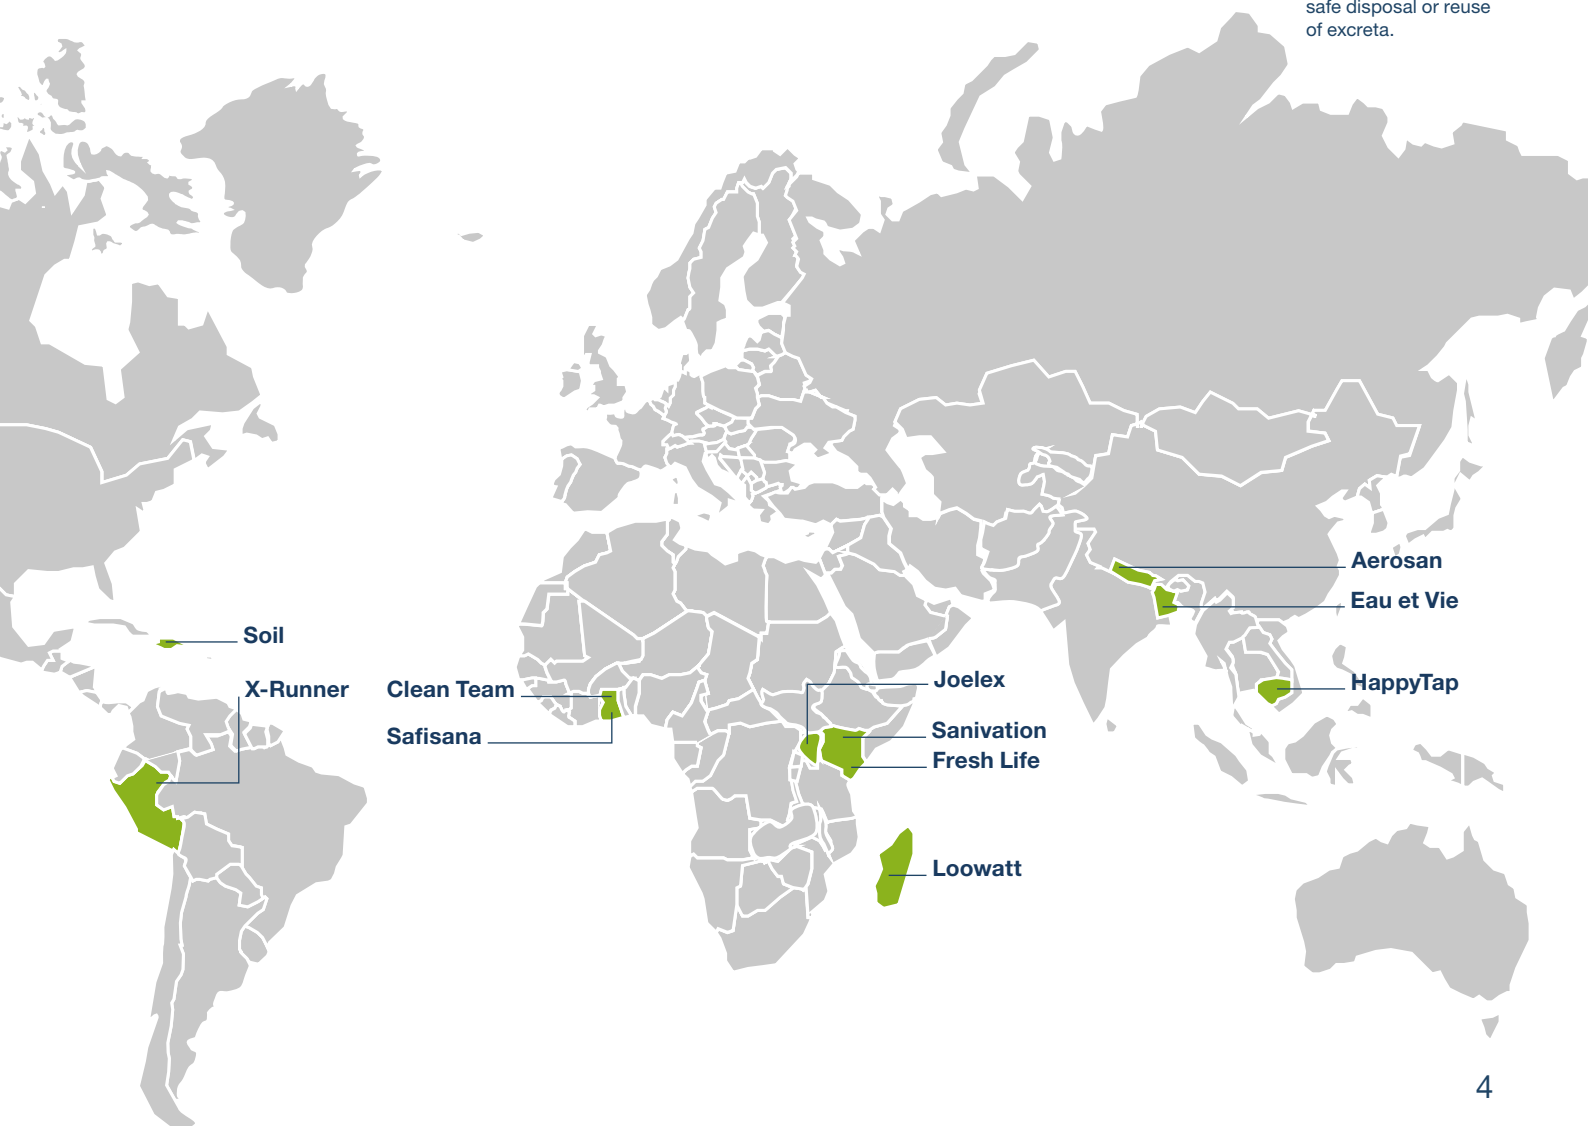 safe disposal or reuse
of excreta.
Aerosan
Eau et Vie
Soil
Joelex
HappyTap
X-Runner
Clean Team
Sanivation
Safisana
Fresh Life
Loowatt
4